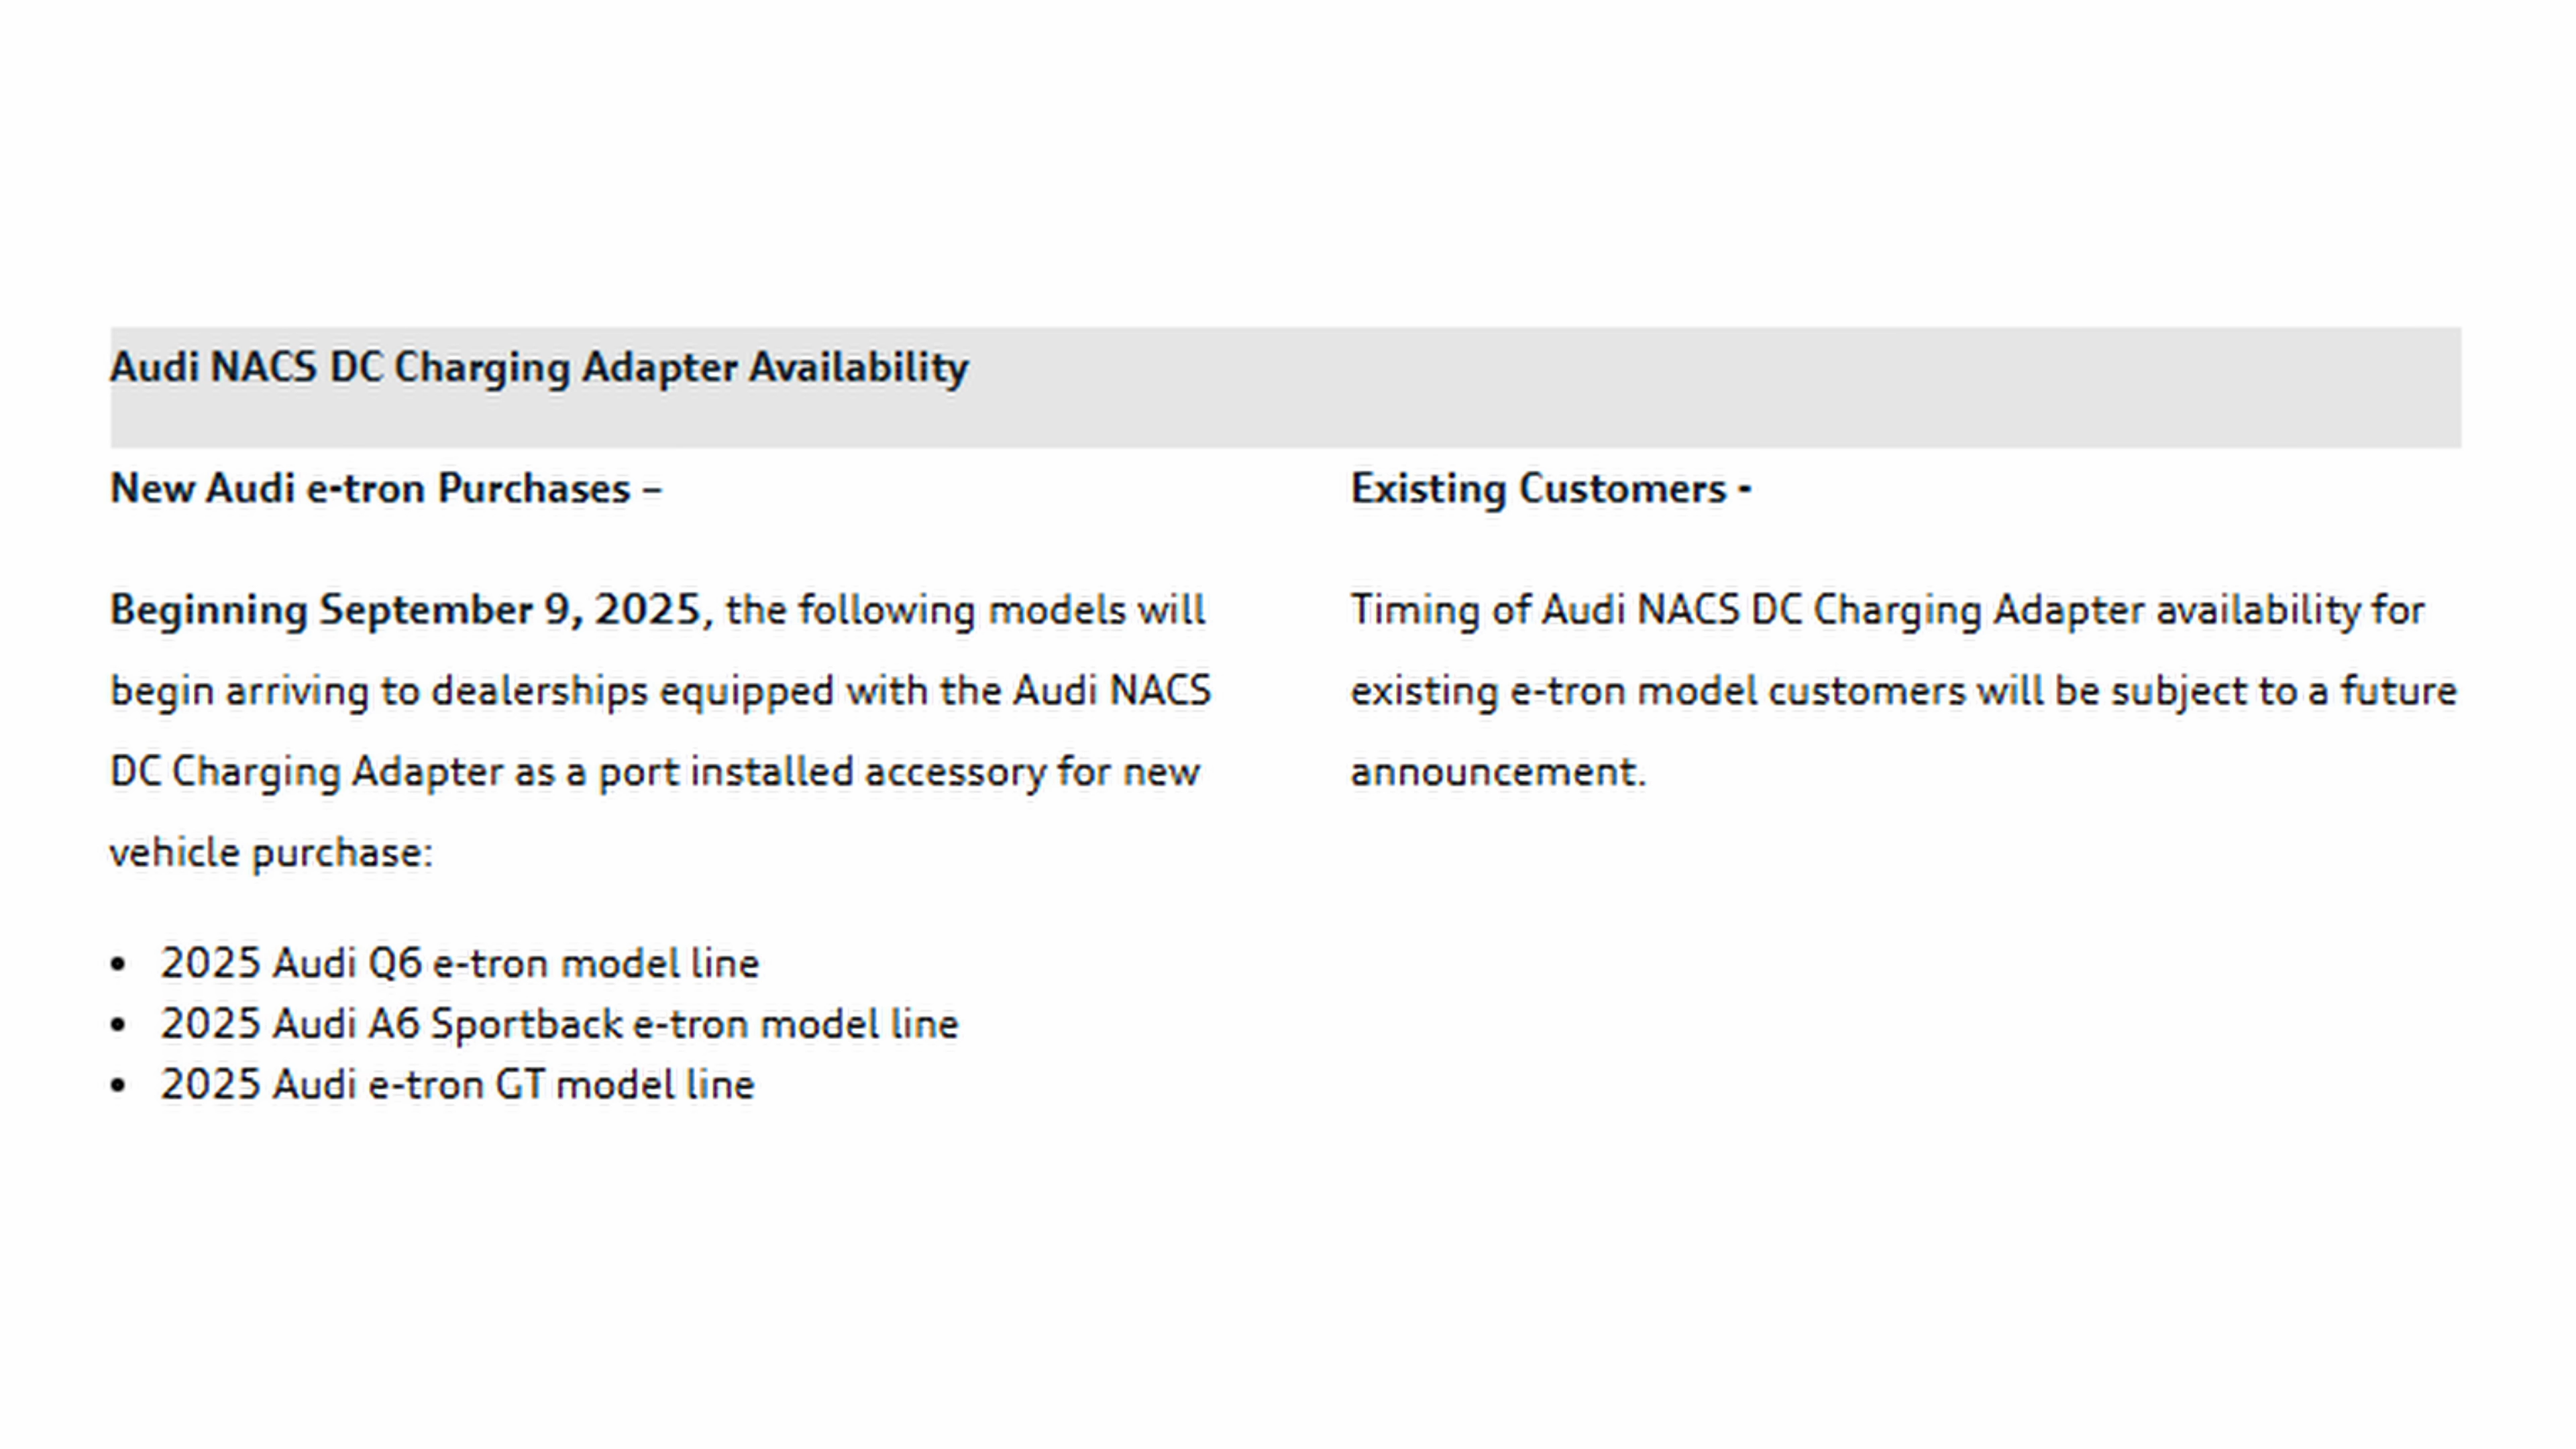 Audi NACS DC Charging Adapter Availability
New Audi e-tron Purchases –
Beginning September 9, 2025, the following models will
begin arriving to dealerships equipped with the Audi NACS
DC Charging Adapter as a port installed accessory for new
vehicle purchase:
• 2025 Audi Q6 e-tron model line
• 2025 Audi A6 Sportback e-tron model line
• 2025 Audi e-tron GT model line
Existing Customers -
Timing of Audi NACS DC Charging Adapter availability for
existing e-tron model customers will be subject to a future
announcement.